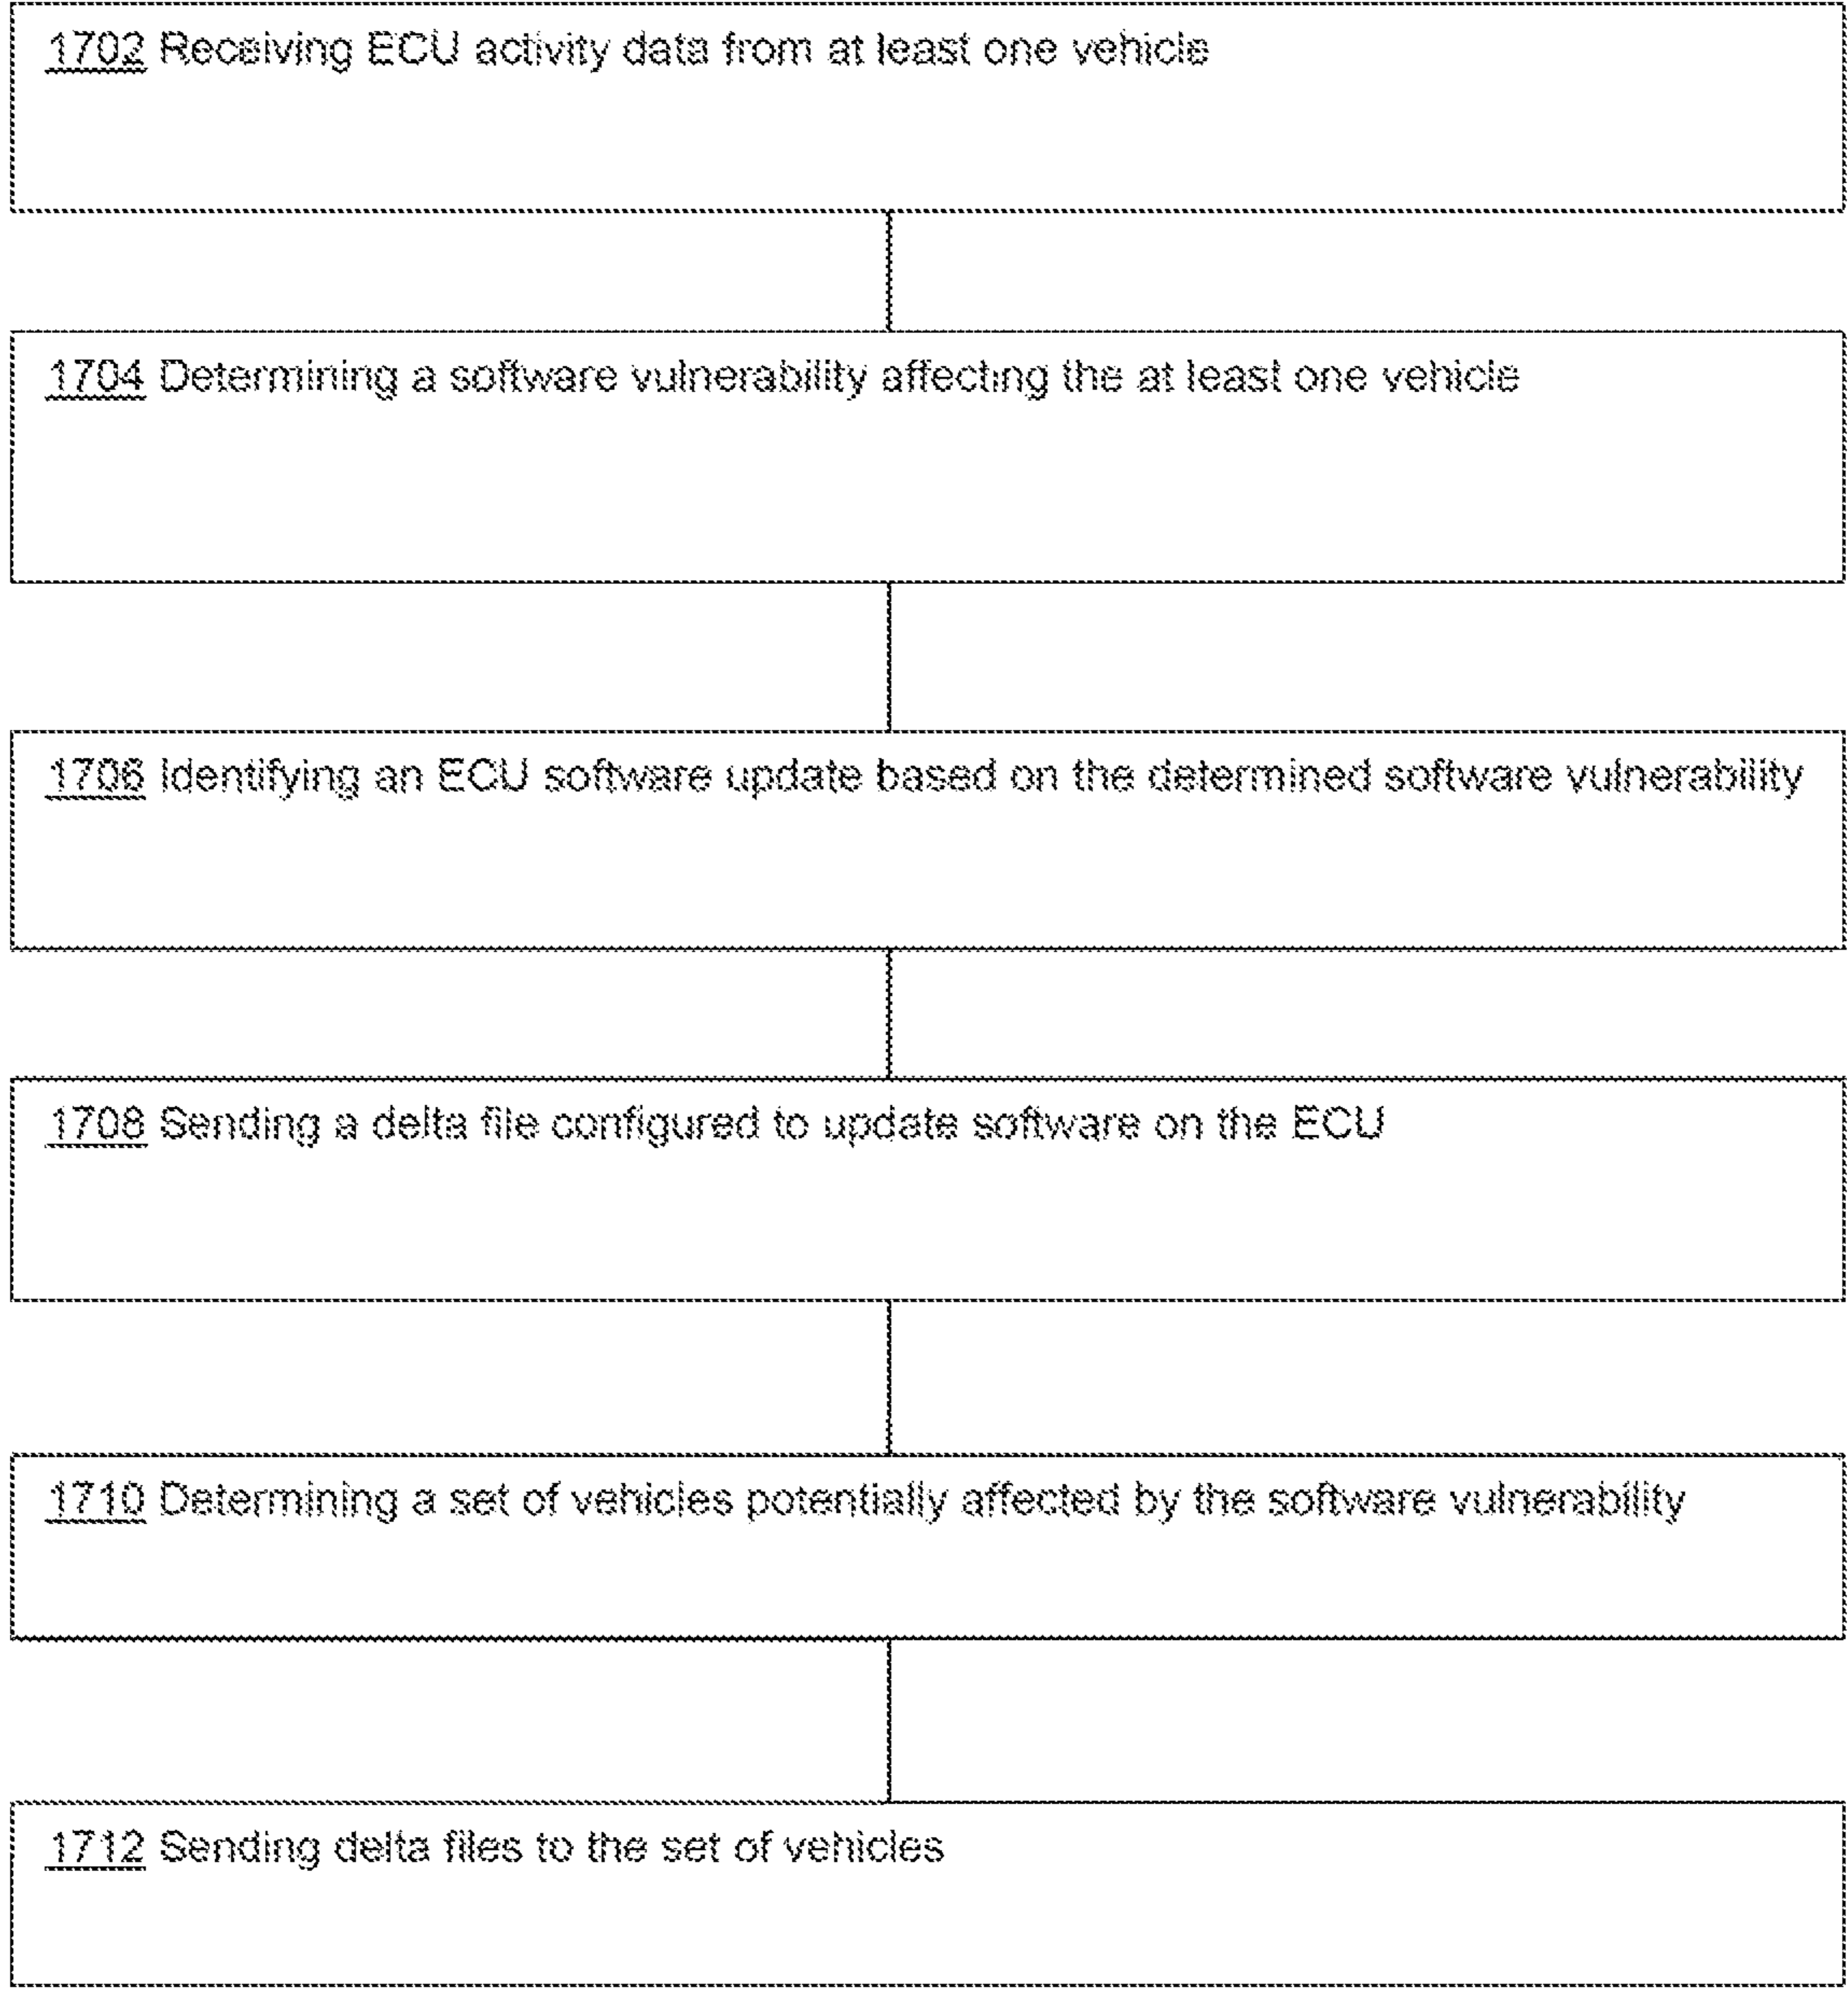 1702 Receiving ECU activity data from at least one vehicle
1704 Determining a software vulnerability affecting the at least one vehicle
1706 Identifying an ECU software update based on the determined software vulnerability
1708 Sending a delta file configured to update software on the ECU
1710 Determining a set of vehicles potentially affected by the software vulnerability
1712 Sending delta files to the set of vehicles